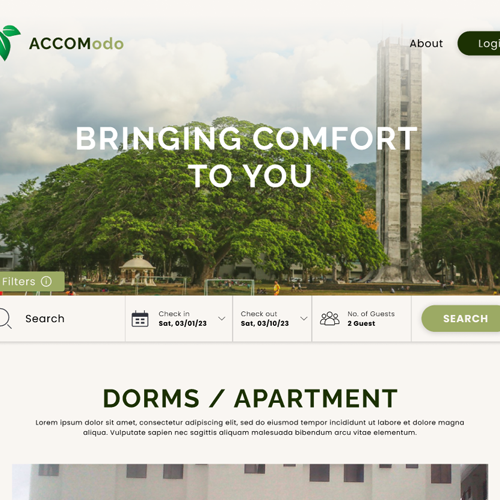 ACCOModo
About
Logi
BRINGING COMFORT
TO YOU
Filters
Search
Check in
Sat, 03/01/23
Check out
Sat, 03/10/23
No. of Guests
2 Guest
SEARCH
DORMS / APARTMENT
Lorem ipsum dolor sit amet, consectetur adipiscing elit, sed do eiusmod tempor incididunt ut labore et dolore magna
aliqua. Vulputate sapien nec sagittis aliquam malesuada bibendum arcu vitae elementum.